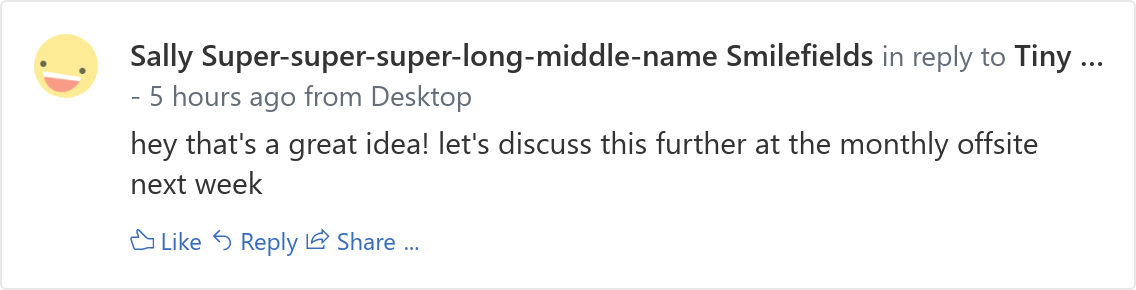 Sally Super-super-super-long-middle-name Smilefields in reply to Tiny ...
- 5 hours ago from Desktop
hey that's a great idea! let's discuss this further at the monthly offsite
next week
Like Reply Share ...